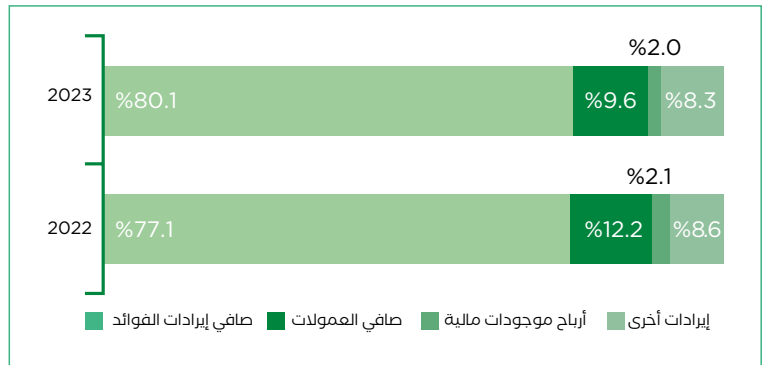 %2.0
2023 %80.1 %9.6 %8.3
%2.1
2022 %77.1 %12.2 %8.6
صافي إيرادات الفوائد صافي العمولات أرباح موجودات مالية إيرادات أخرى